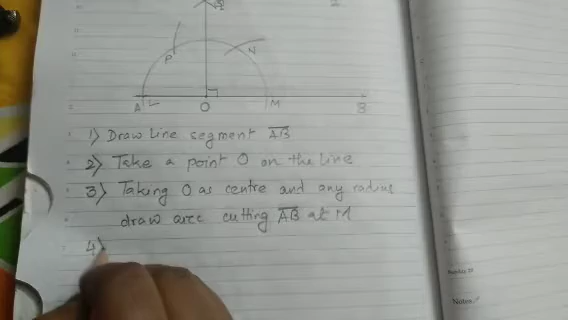 P
N
A L O M B
1) Draw line segment AB
2) Take a point O on the line
3) Taking O as centre and any radius
draw arc cutting AB at M
4)
Notes